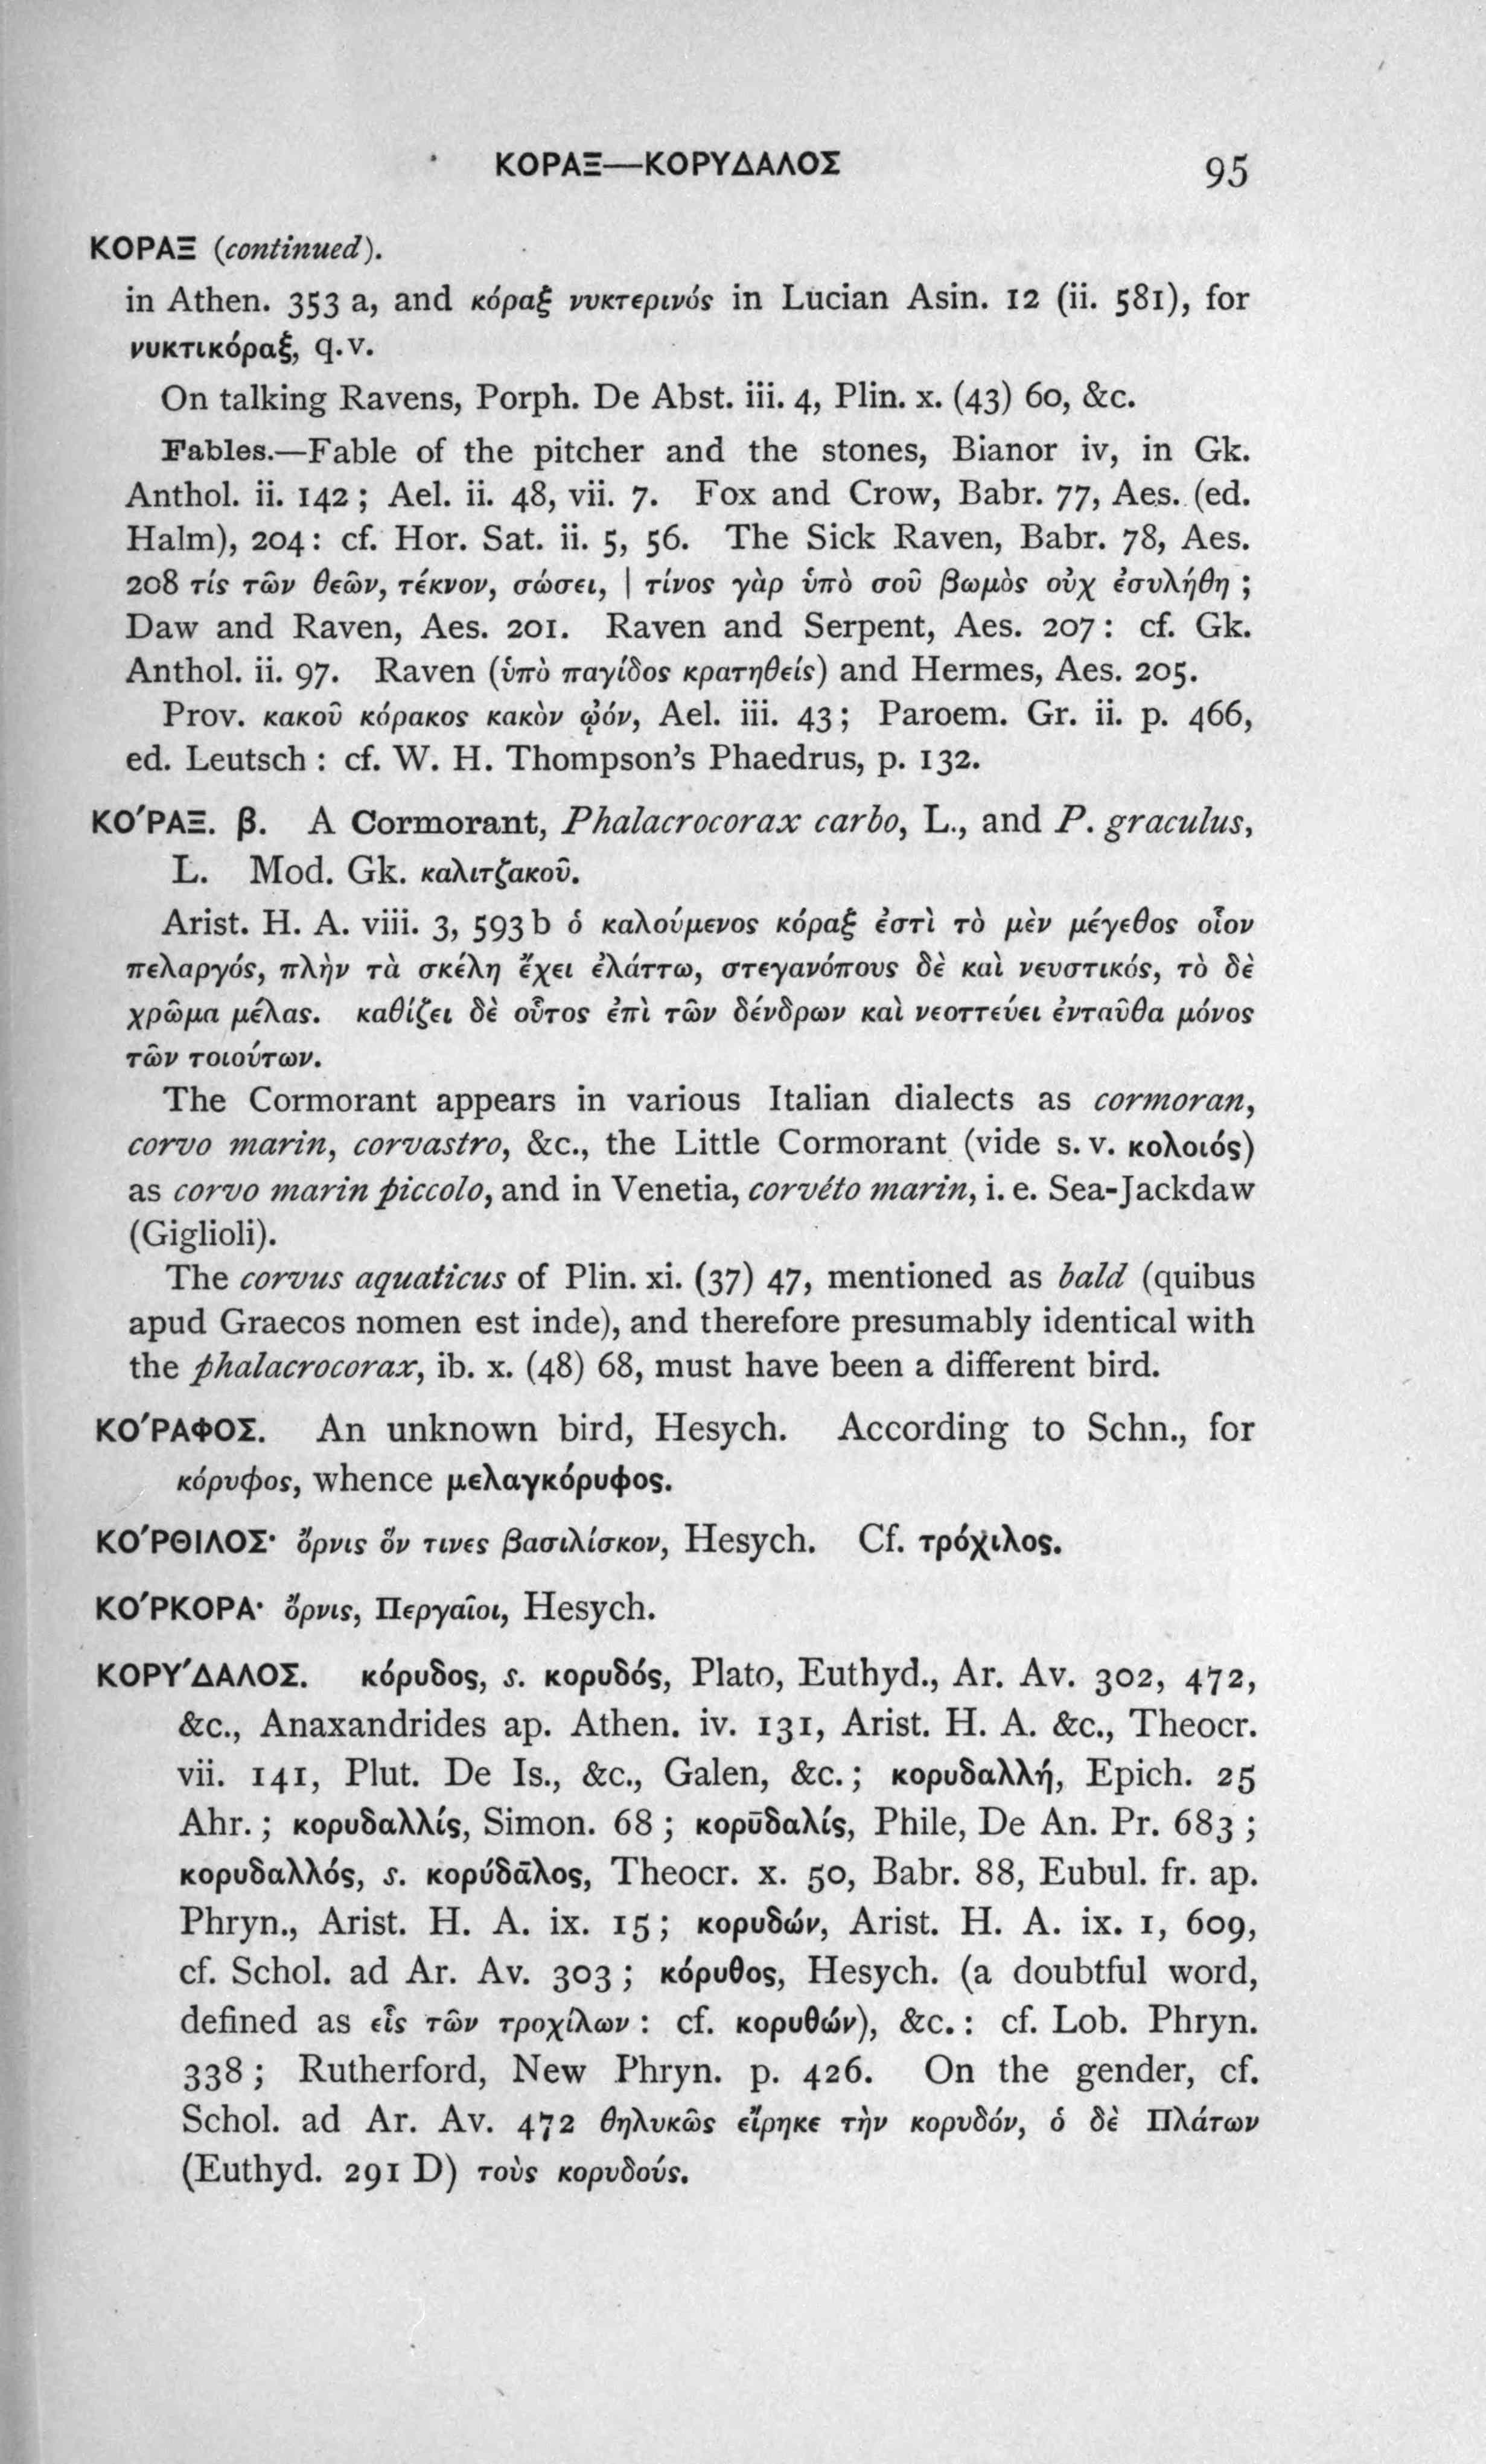 ΚΟΡΑΞ—ΚΟΡΥΔΑΛΟΣ 95
ΚΟΡΑΞ (continued).
in Athen. 353 a, and κόραξ νυκτερινός in Lucian Asin. 12 (ii. 581), for
νυκτικόραξ, q.v.
On talking Ravens, Porph. De Abst. iii. 4, Plin. x. (43) 60, &c.
Fables.—Fable of the pitcher and the stones, Bianor iv, in Gk.
Anthol. ii. 142 ; Ael. ii. 48, vii. 7. Fox and Crow, Babr. 77, Aes. (ed.
Halm), 204 : cf. Hor. Sat. ii. 5, 56. The Sick Raven, Babr. 78, Aes.
208 τίς τῶν θεῶν, τέκνον, σώσει, | τίνος γὰρ ὑπὸ σοῦ βωμὸς οὐχ ἐσυλήθη ;
Daw and Raven, Aes. 201. Raven and Serpent, Aes. 207 : cf. Gk.
Anthol. ii. 97. Raven (ὑπὸ παγίδος κρατηθείς) and Hermes, Aes. 205.
Prov. κακοῦ κόρακος κακὸν ᾠόν, Ael. iii. 43 ; Paroem. Gr. ii. p. 466,
ed. Leutsch : cf. W. H. Thompson's Phaedrus, p. 132.
ΚΟ´ΡΑΞ. β. A Cormorant, Phalacrocorax carbo, L., and P. graculus,
L. Mod. Gk. καλιτζακοῦ.
Arist. H. A. viii. 3, 593 b ὁ καλούμενος κόραξ ἐστὶ τὸ μὲν μέγεθος οἷον
πελαργός, πλὴν τὰ σκέλη ἔχει ἐλάττω, στεγανόπους δὲ καὶ νευστικός, τὸ δὲ
χρῶμα μέλας. καθίζει δὲ οὗτος ἐπὶ τῶν δένδρων καὶ νεοττεύει ἐνταῦθα μόνος
τῶν τοιούτων.
The Cormorant appears in various Italian dialects as cormoran,
corvo marin, corvastro, &c., the Little Cormorant (vide s. v. κολοιός)
as corvo marin piccolo, and in Venetia, corvéto marin, i. e. Sea-Jackdaw
(Giglioli).
The corvus aquaticus of Plin. xi. (37) 47, mentioned as bald (quibus
apud Graecos nomen est inde), and therefore presumably identical with
the phalacrocorax, ib. x. (48) 68, must have been a different bird.
ΚΟ´ΡΑΦΟΣ. An unknown bird, Hesych. According to Schn., for
κόρυφος, whence μελαγκόρυφος.
ΚΟ´ΡΘΙΛΟΣ· ὄρνις ὅν τινες βασιλίσκον, Hesych. Cf. τρόχιλος.
ΚΟ´ΡΚΟΡΑ· ὄρνις, Περγαῖοι, Hesych.
ΚΟΡΥ´ΔΑΛΟΣ. κόρυδος, s. κορυδός, Plato, Euthyd., Ar. Av. 302, 472,
&c., Anaxandrides ap. Athen. iv. 131, Arist. H. A. &c., Theocr.
vii. 141, Plut. De Is., &c., Galen, &c. ; κορυδαλλή, Epich. 25
Ahr. ; κορυδαλλίς, Simon. 68 ; κορῡδαλίς, Phile, De An. Pr. 683 ;
κορυδαλλός, s. κορύδᾱλος, Theocr. x. 50, Babr. 88, Eubul. fr. ap.
Phryn., Arist. H. A. ix. 15 ; κορυδών, Arist. H. A. ix. 1, 609,
cf. Schol. ad Ar. Av. 303 ; κόρυθος, Hesych. (a doubtful word,
defined as εἷς τῶν τροχίλων : cf. κορυθών), &c. : cf. Lob. Phryn.
338 ; Rutherford, New Phryn. p. 426. On the gender, cf.
Schol. ad Ar. Av. 472 θηλυκῶς εἴρηκε τὴν κορυδόν, ὁ δὲ Πλάτων
(Euthyd. 291 D) τοὺς κορυδούς.